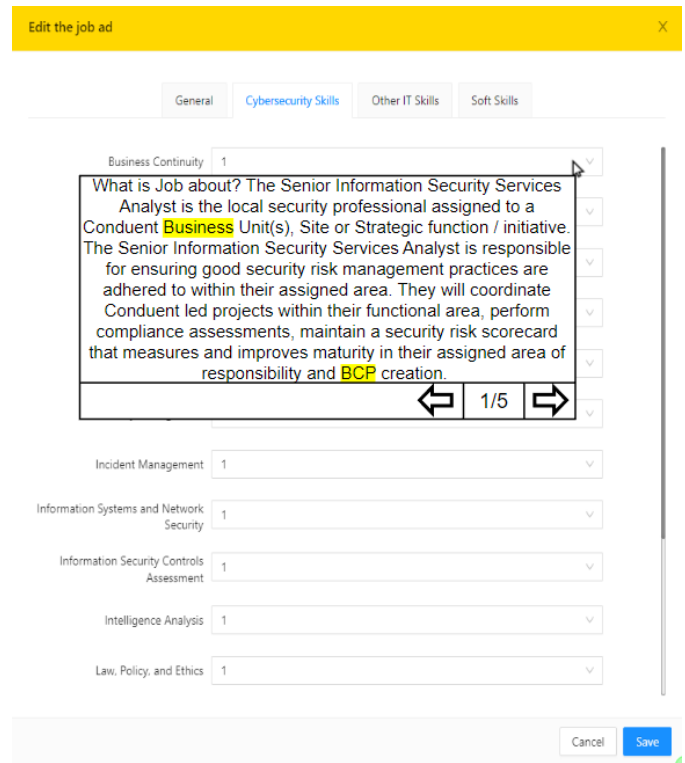 Edit the job ad X
General Cybersecurity Skills Other IT Skills Soft Skills
Business Continuity 1
What is Job about? The Senior Information Security Services
Analyst is the local security professional assigned to a
Conduent Business Unit(s), Site or Strategic function / initiative.
The Senior Information Security Services Analyst is responsible
for ensuring good security risk management practices are
adhered to within their assigned area. They will coordinate
Conduent led projects within their functional area, perform
compliance assessments, maintain a security risk scorecard
that measures and improves maturity in their assigned area of
responsibility and BCP creation.
1/5
Incident Management 1
Information Systems and Network
Security 1
Information Security Controls
Assessment 1
Intelligence Analysis 1
Law, Policy, and Ethics 1
Cancel Save